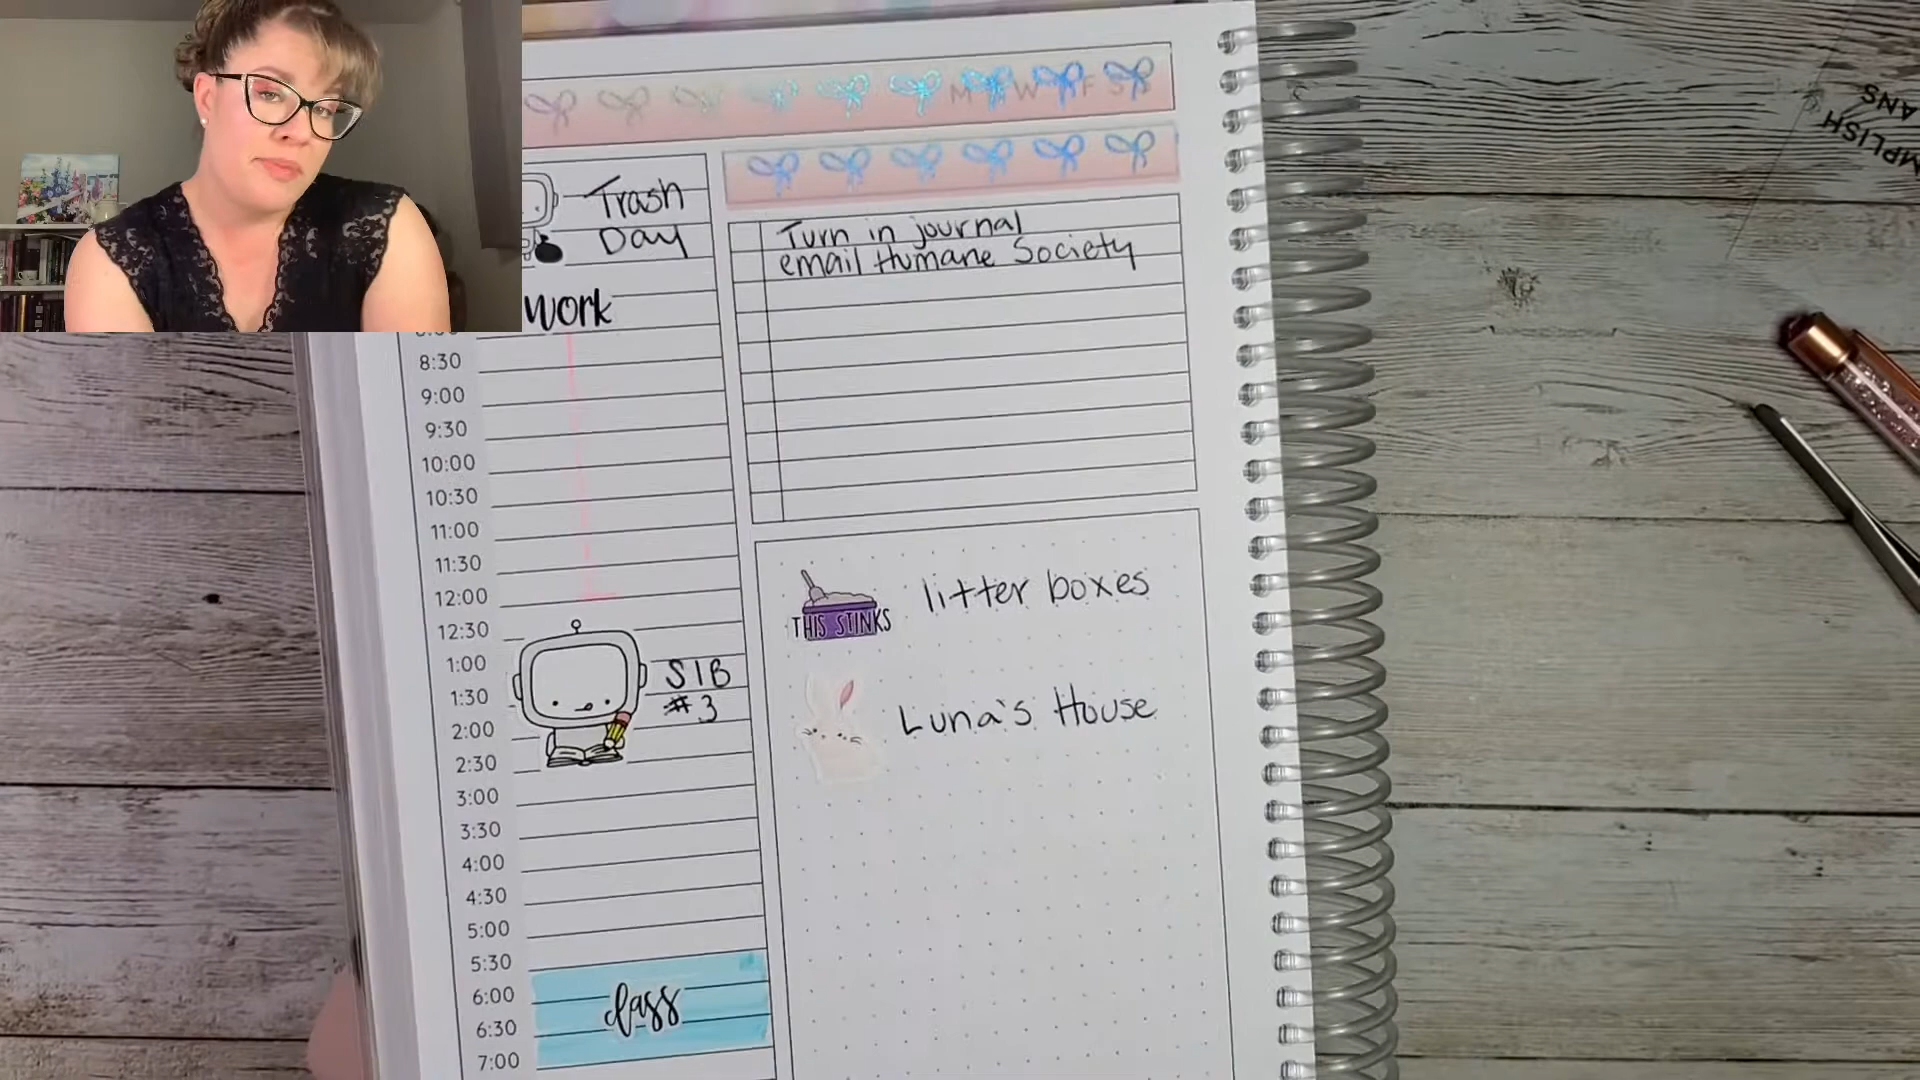 M W F S
Trash
Day
Work
8:30
9:00
9:30
10:00
10:30
11:00
11:30
12:00
12:30
1:00
1:30
2:00
2:30
3:00
3:30
4:00
4:30
5:00
5:30
6:00
6:30
7:00
SIB
#3
class
Turn in journal
email Humane Society
THIS STINKS
litter boxes
Luna's House
MPLISH
ANS